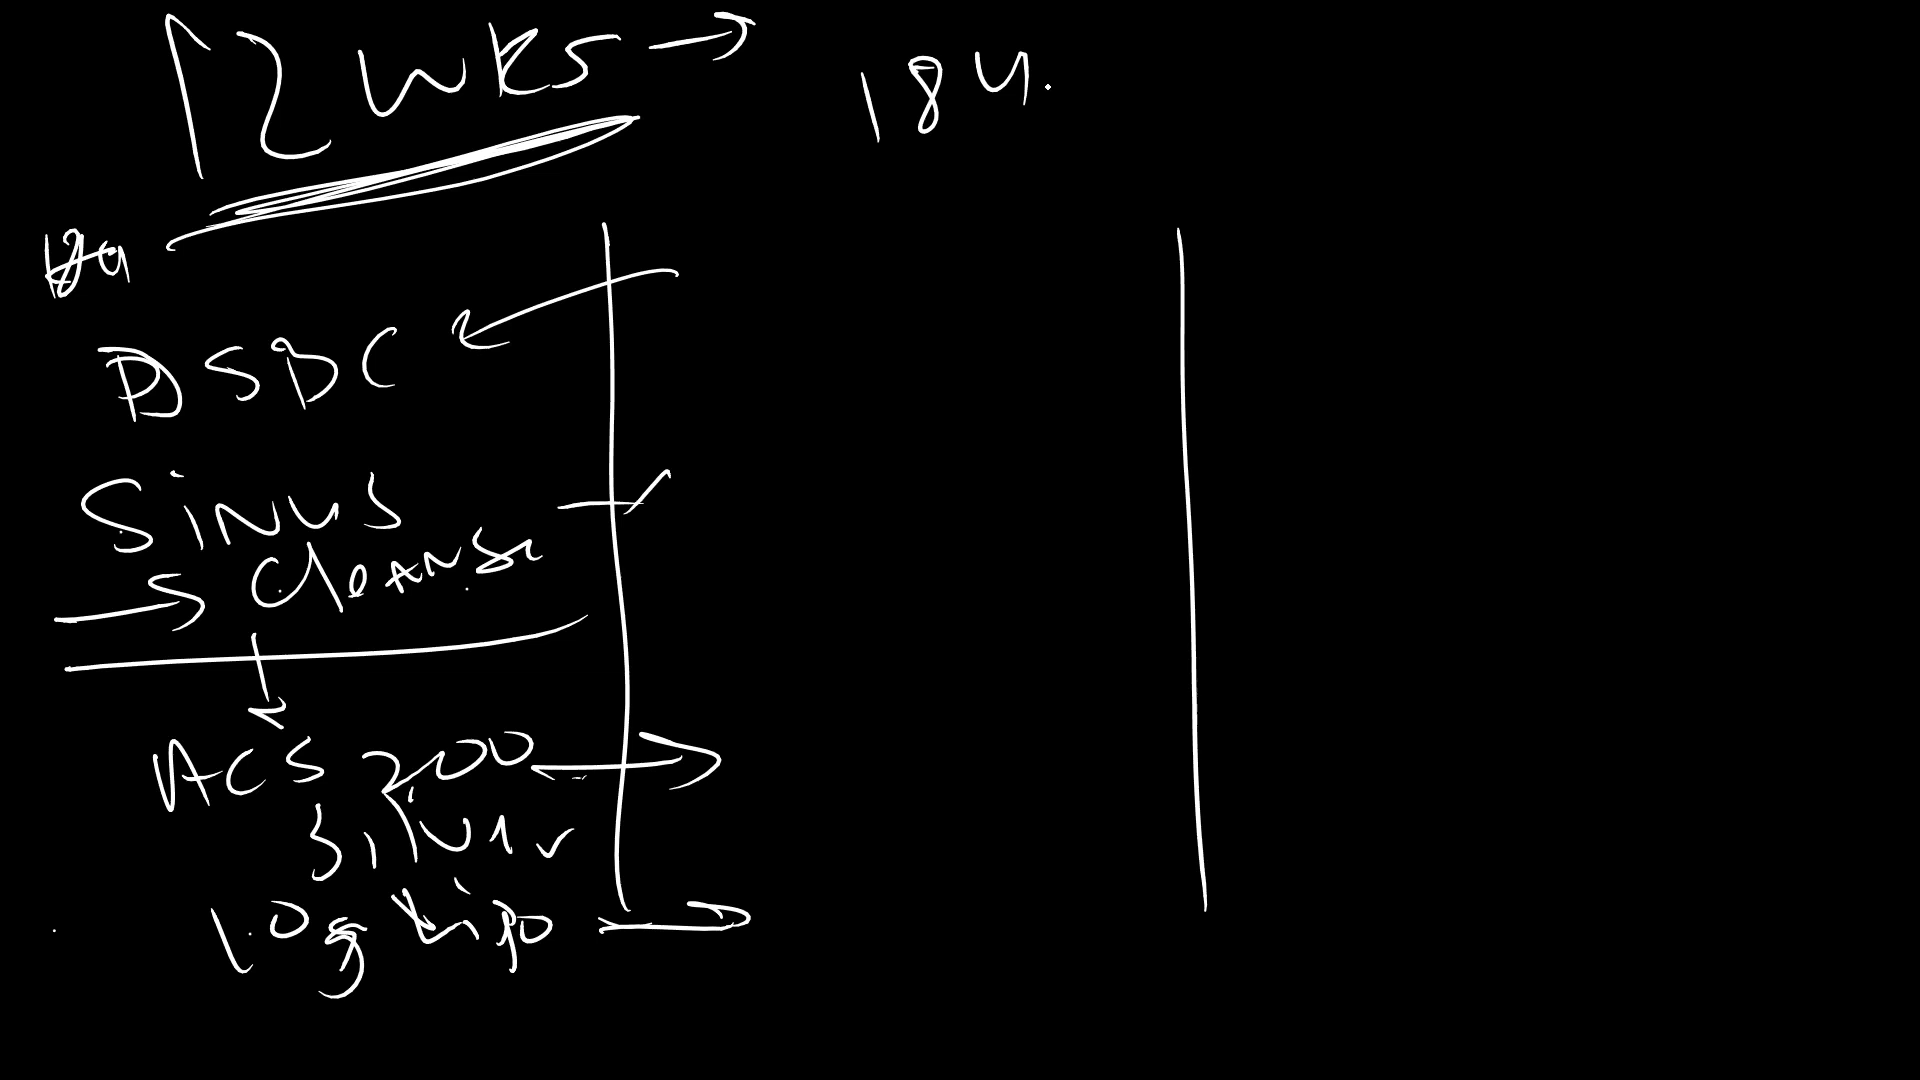 12 WKS → 184.
DSDC
Sinus
Cleanse
ACS 200
Silver